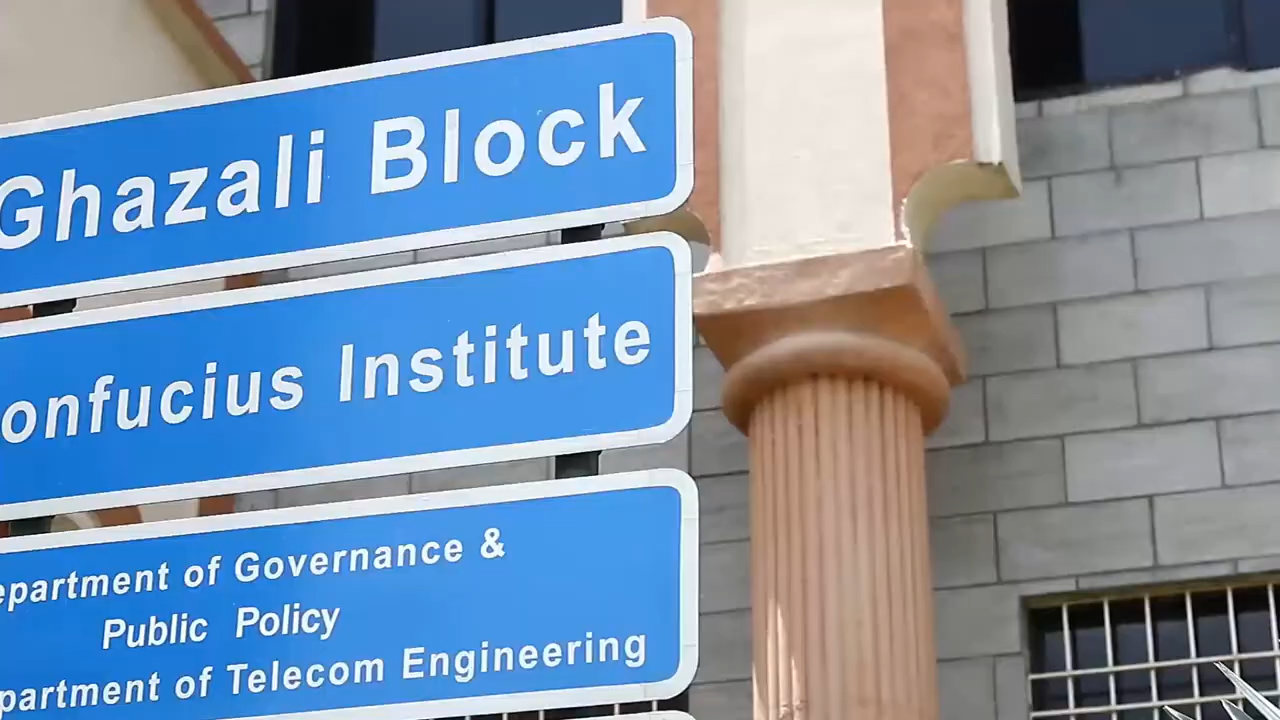 Ghazali Block
onfucius Institute
epartment of Governance &
Public Policy
partment of Telecom Engineering